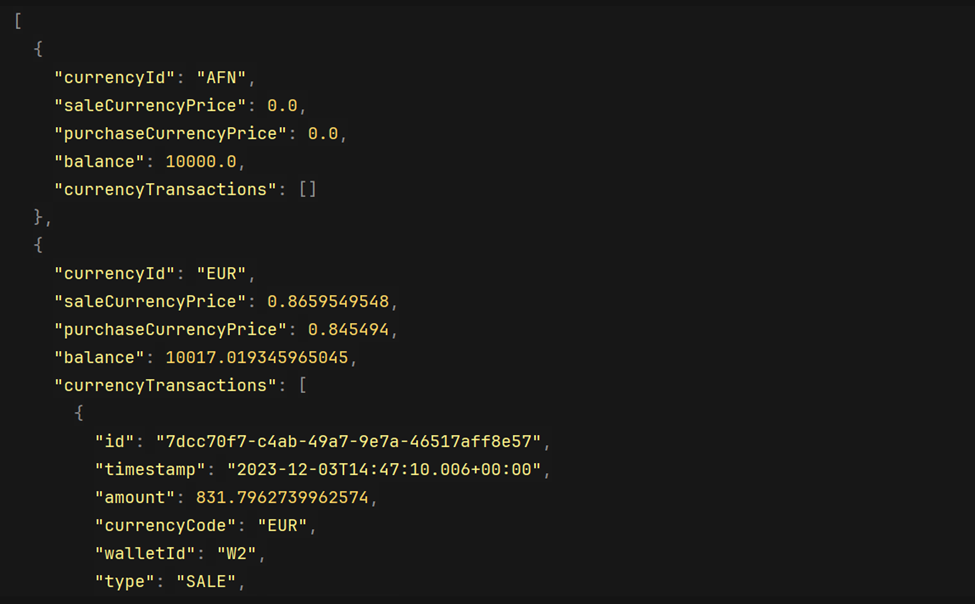 [
{
"currencyId": "AFN",
"saleCurrencyPrice": 0.0,
"purchaseCurrencyPrice": 0.0,
"balance": 10000.0,
"currencyTransactions": []
},
{
"currencyId": "EUR",
"saleCurrencyPrice": 0.8659549548,
"purchaseCurrencyPrice": 0.845494,
"balance": 10017.019345965045,
"currencyTransactions": [
{
"id": "7dcc70f7-c4ab-49a7-9e7a-46517aff8e57",
"timestamp": "2023-12-03T14:47:10.006+00:00",
"amount": 831.7962739962574,
"currencyCode": "EUR",
"walletId": "W2",
"type": "SALE",